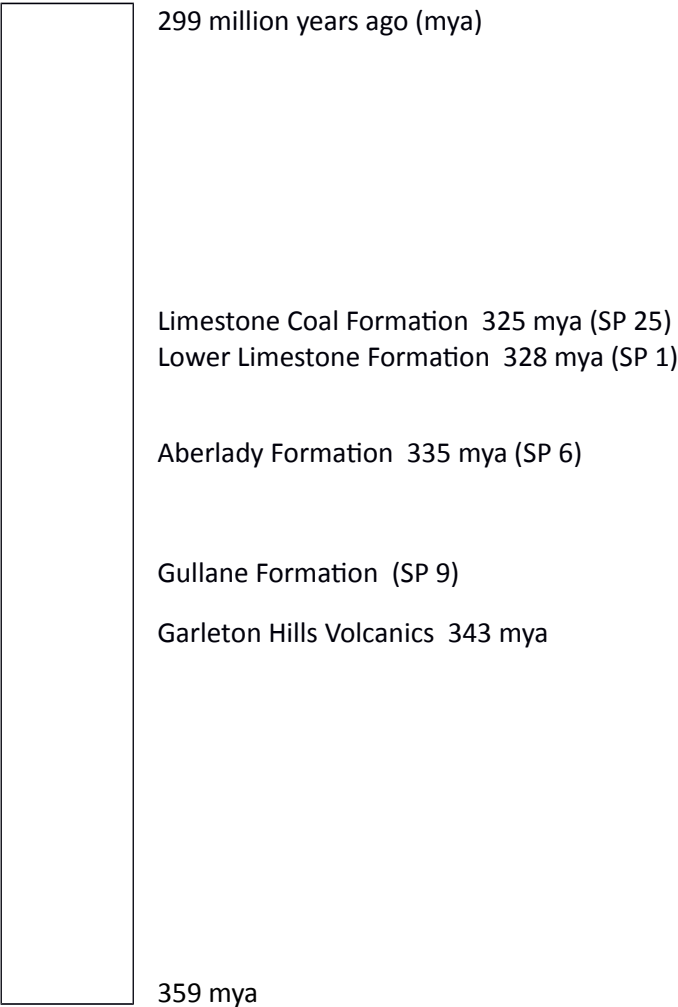 299 million years ago (mya)
Limestone Coal Formation  325 mya (SP 25)
Lower Limestone Formation  328 mya (SP 1)
Aberlady Formation  335 mya (SP 6)
Gullane Formation  (SP 9)
Garleton Hills Volcanics  343 mya
359 mya